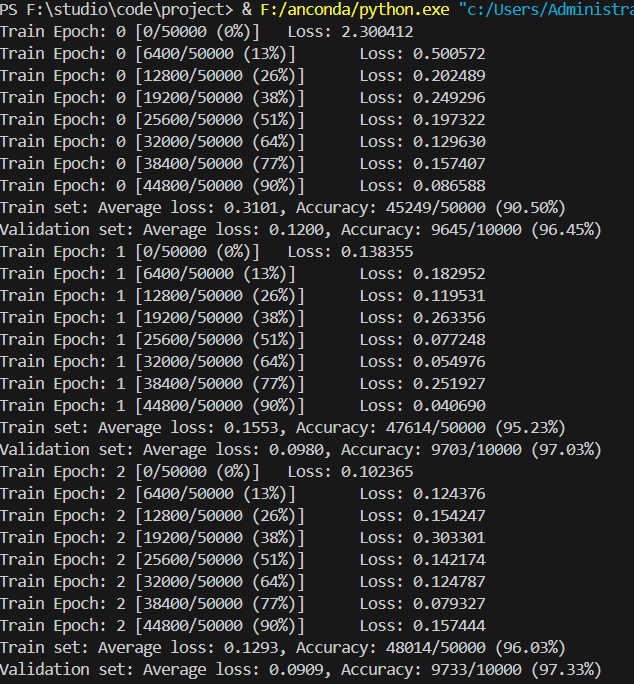 PS F:\studio\code\project> & F:/anconda/python.exe "c:/Users/Administra
Train Epoch: 0 [0/50000 (0%)]	Loss: 2.300412
Train Epoch: 0 [6400/50000 (13%)]	Loss: 0.500572
Train Epoch: 0 [12800/50000 (26%)]	Loss: 0.202489
Train Epoch: 0 [19200/50000 (38%)]	Loss: 0.249296
Train Epoch: 0 [25600/50000 (51%)]	Loss: 0.197322
Train Epoch: 0 [32000/50000 (64%)]	Loss: 0.129630
Train Epoch: 0 [38400/50000 (77%)]	Loss: 0.157407
Train Epoch: 0 [44800/50000 (90%)]	Loss: 0.086588
Train set: Average loss: 0.3101, Accuracy: 45249/50000 (90.50%)
Validation set: Average loss: 0.1200, Accuracy: 9645/10000 (96.45%)
Train Epoch: 1 [0/50000 (0%)]	Loss: 0.138355
Train Epoch: 1 [6400/50000 (13%)]	Loss: 0.182952
Train Epoch: 1 [12800/50000 (26%)]	Loss: 0.119531
Train Epoch: 1 [19200/50000 (38%)]	Loss: 0.263356
Train Epoch: 1 [25600/50000 (51%)]	Loss: 0.077248
Train Epoch: 1 [32000/50000 (64%)]	Loss: 0.054976
Train Epoch: 1 [38400/50000 (77%)]	Loss: 0.251927
Train Epoch: 1 [44800/50000 (90%)]	Loss: 0.040690
Train set: Average loss: 0.1553, Accuracy: 47614/50000 (95.23%)
Validation set: Average loss: 0.0980, Accuracy: 9703/10000 (97.03%)
Train Epoch: 2 [0/50000 (0%)]	Loss: 0.102365
Train Epoch: 2 [6400/50000 (13%)]	Loss: 0.124376
Train Epoch: 2 [12800/50000 (26%)]	Loss: 0.154247
Train Epoch: 2 [19200/50000 (38%)]	Loss: 0.303301
Train Epoch: 2 [25600/50000 (51%)]	Loss: 0.142174
Train Epoch: 2 [32000/50000 (64%)]	Loss: 0.124787
Train Epoch: 2 [38400/50000 (77%)]	Loss: 0.079327
Train Epoch: 2 [44800/50000 (90%)]	Loss: 0.157444
Train set: Average loss: 0.1293, Accuracy: 48014/50000 (96.03%)
Validation set: Average loss: 0.0909, Accuracy: 9733/10000 (97.33%)